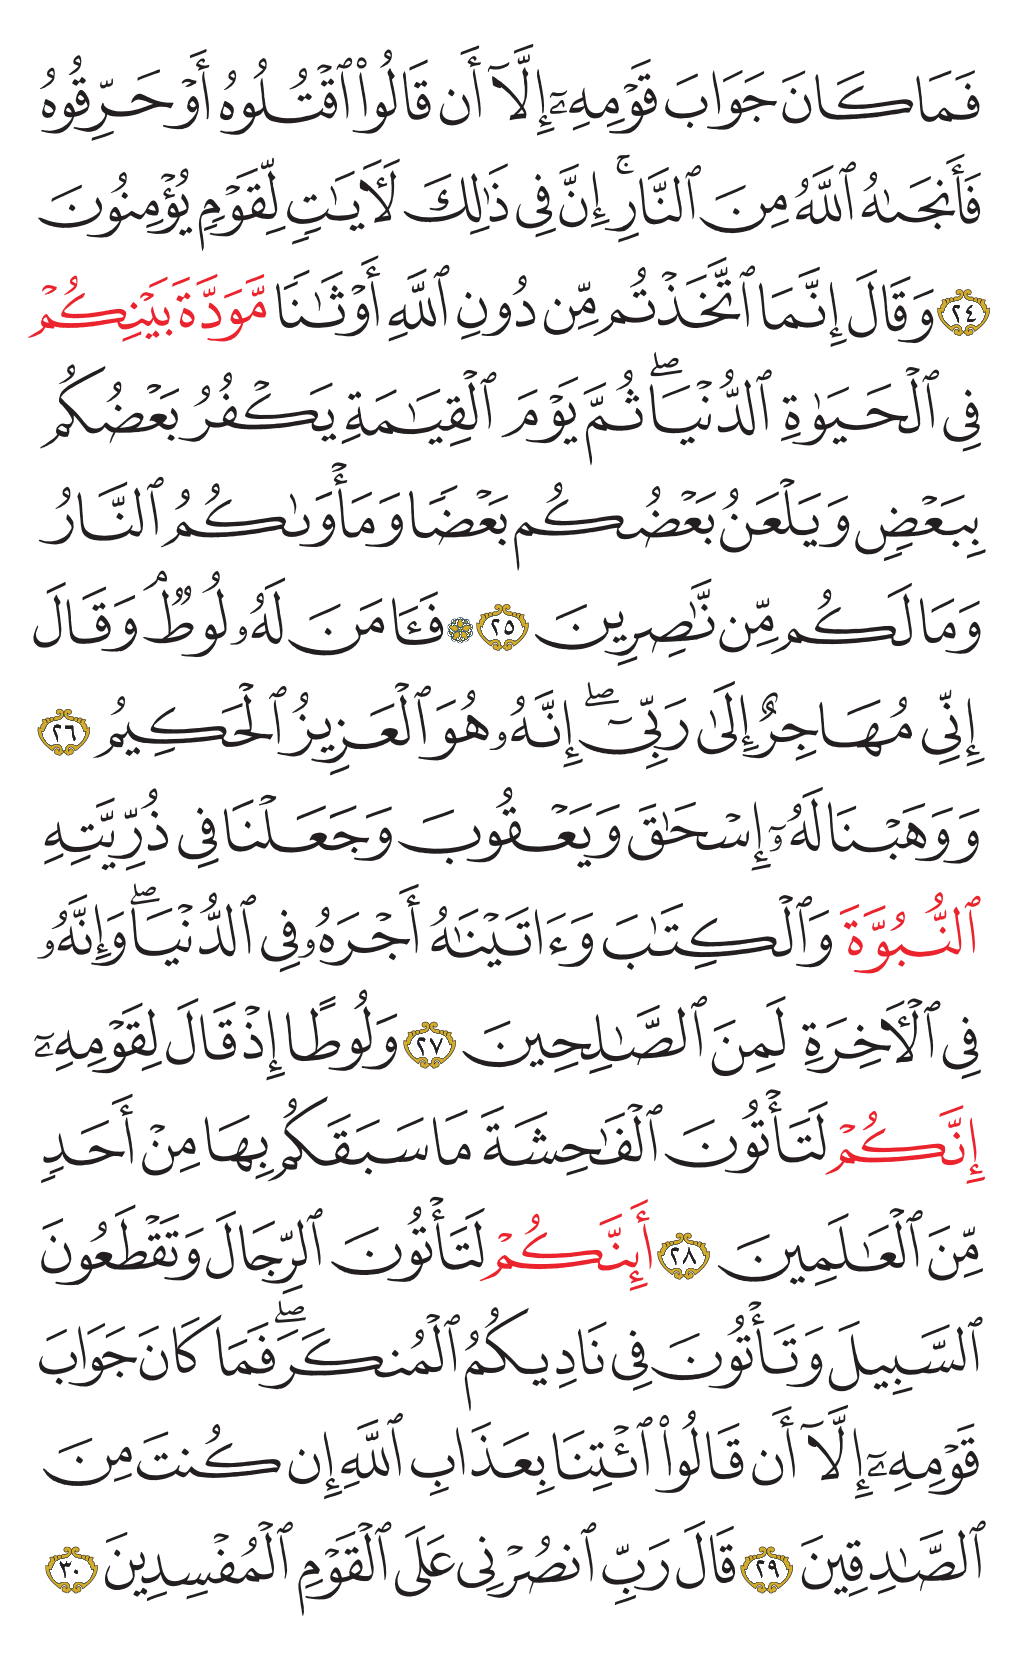 فَمَا كَانَ جَوَابَ قَوْمِهِۦٓ إِلَّآ أَن قَالُوا۟ ٱقْتُلُوهُ أَوْ حَرِّقُوهُ
فَأَنجَىٰهُ ٱللَّهُ مِنَ ٱلنَّارِ ۚ إِنَّ فِى ذَٰلِكَ لَـَٔايَـٰتٍ لِّقَوْمٍ يُؤْمِنُونَ
٢٤ وَقَالَ إِنَّمَا ٱتَّخَذْتُم مِّن دُونِ ٱللَّهِ أَوْثَـٰنًا مَّوَدَّةَ بَيْنِكُمْ
فِى ٱلْحَيَوٰةِ ٱلدُّنْيَا ۖ ثُمَّ يَوْمَ ٱلْقِيَـٰمَةِ يَكْفُرُ بَعْضُكُم
بِبَعْضٍ وَيَلْعَنُ بَعْضُكُم بَعْضًا وَمَأْوَىٰكُمُ ٱلنَّارُ
وَمَا لَكُم مِّن نَّـٰصِرِينَ ٢٥ ۞ فَـَٔامَنَ لَهُۥ لُوطٌ ۘ وَقَالَ
إِنِّى مُهَاجِرٌ إِلَىٰ رَبِّىٓ ۖ إِنَّهُۥ هُوَ ٱلْعَزِيزُ ٱلْحَكِيمُ ٢٦
وَوَهَبْنَا لَهُۥٓ إِسْحَـٰقَ وَيَعْقُوبَ وَجَعَلْنَا فِى ذُرِّيَّتِهِ
ٱلنُّبُوَّةَ وَٱلْكِتَـٰبَ وَءَاتَيْنَـٰهُ أَجْرَهُۥ فِى ٱلدُّنْيَا ۖ وَإِنَّهُۥ
فِى ٱلْـَٔاخِرَةِ لَمِنَ ٱلصَّـٰلِحِينَ ٢٧ وَلُوطًا إِذْ قَالَ لِقَوْمِهِۦٓ
إِنَّكُمْ لَتَأْتُونَ ٱلْفَـٰحِشَةَ مَا سَبَقَكُم بِهَا مِنْ أَحَدٍ
مِّنَ ٱلْعَـٰلَمِينَ ٢٨ أَئِنَّكُمْ لَتَأْتُونَ ٱلرِّجَالَ وَتَقْطَعُونَ
ٱلسَّبِيلَ وَتَأْتُونَ فِى نَادِيكُمُ ٱلْمُنكَرَ ۖ فَمَا كَانَ جَوَابَ
قَوْمِهِۦٓ إِلَّآ أَن قَالُوا۟ ٱئْتِنَا بِعَذَابِ ٱللَّهِ إِن كُنتَ مِنَ
ٱلصَّـٰدِقِينَ ٢٩ قَالَ رَبِّ ٱنصُرْنِى عَلَى ٱلْقَوْمِ ٱلْمُفْسِدِينَ ٣٠